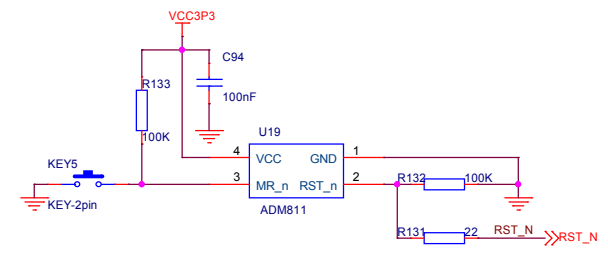 VCC3P3
C94
R133
100nF
100K
U19
KEY5
4 VCC GND 1
3 MR_n RST_n 2
R132 100K
KEY-2pin
ADM811
R131 22 RST_N RST_N